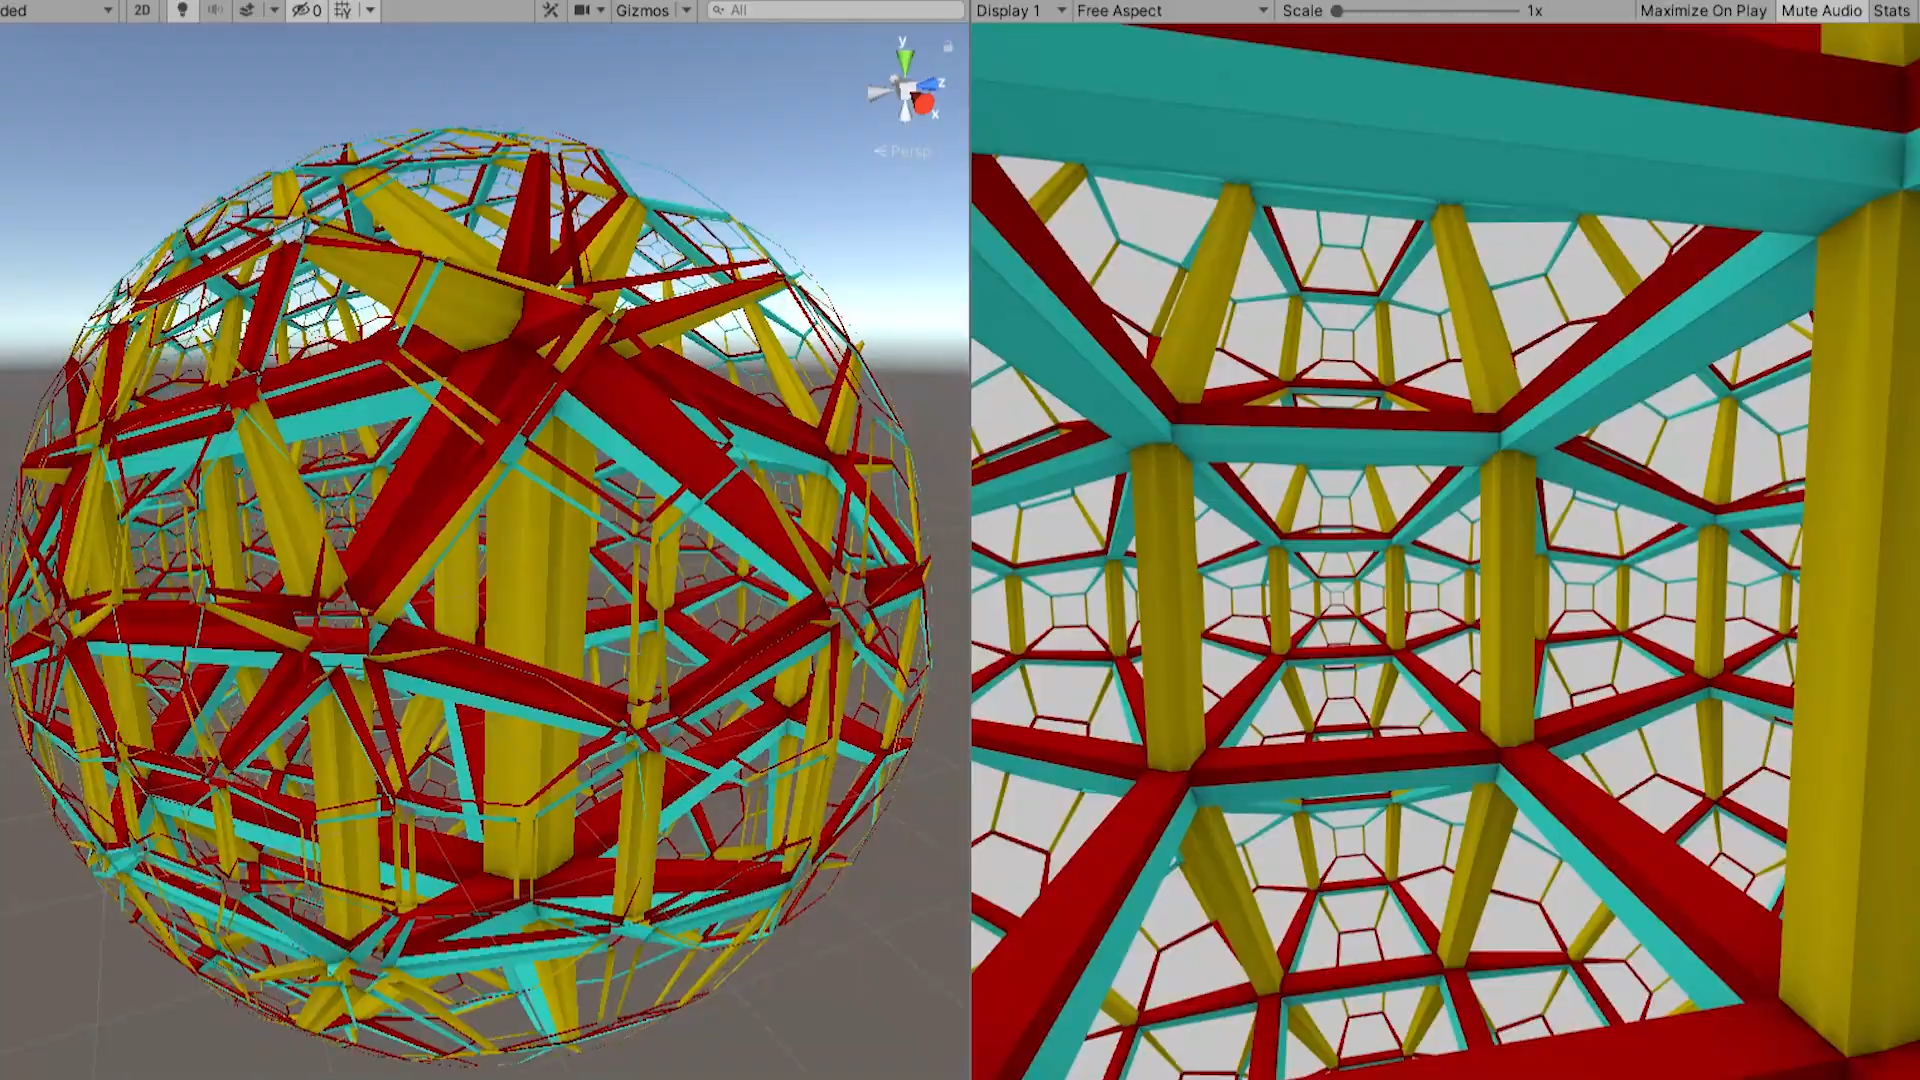 ded 2D 0 Gizmos All Display 1 Free Aspect Scale 1x Maximize On Play Mute Audio Stats
y
z
x
Persp